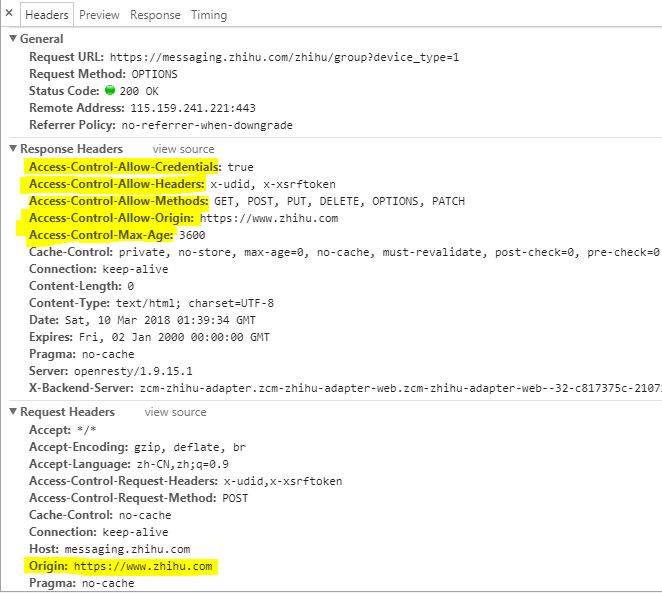 × Headers Preview Response Timing
▼ General
Request URL: https://messaging.zhihu.com/zhihu/group?device_type=1
Request Method: OPTIONS
Status Code: 200 OK
Remote Address: 115.159.241.221:443
Referrer Policy: no-referrer-when-downgrade
▼ Response Headers view source
Access-Control-Allow-Credentials: true
Access-Control-Allow-Headers: x-udid, x-xsrftoken
Access-Control-Allow-Methods: GET, POST, PUT, DELETE, OPTIONS, PATCH
Access-Control-Allow-Origin: https://www.zhihu.com
Access-Control-Max-Age: 3600
Cache-Control: private, no-store, max-age=0, no-cache, must-revalidate, post-check=0, pre-check=0
Connection: keep-alive
Content-Length: 0
Content-Type: text/html; charset=UTF-8
Date: Sat, 10 Mar 2018 01:39:34 GMT
Expires: Fri, 02 Jan 2000 00:00:00 GMT
Pragma: no-cache
Server: openresty/1.9.15.1
X-Backend-Server: zcm-zhihu-adapter.zcm-zhihu-adapter-web.zcm-zhihu-adapter-web--32-c817375c-2107
▼ Request Headers view source
Accept: */*
Accept-Encoding: gzip, deflate, br
Accept-Language: zh-CN,zh;q=0.9
Access-Control-Request-Headers: x-udid,x-xsrftoken
Access-Control-Request-Method: POST
Cache-Control: no-cache
Connection: keep-alive
Host: messaging.zhihu.com
Origin: https://www.zhihu.com
Pragma: no-cache